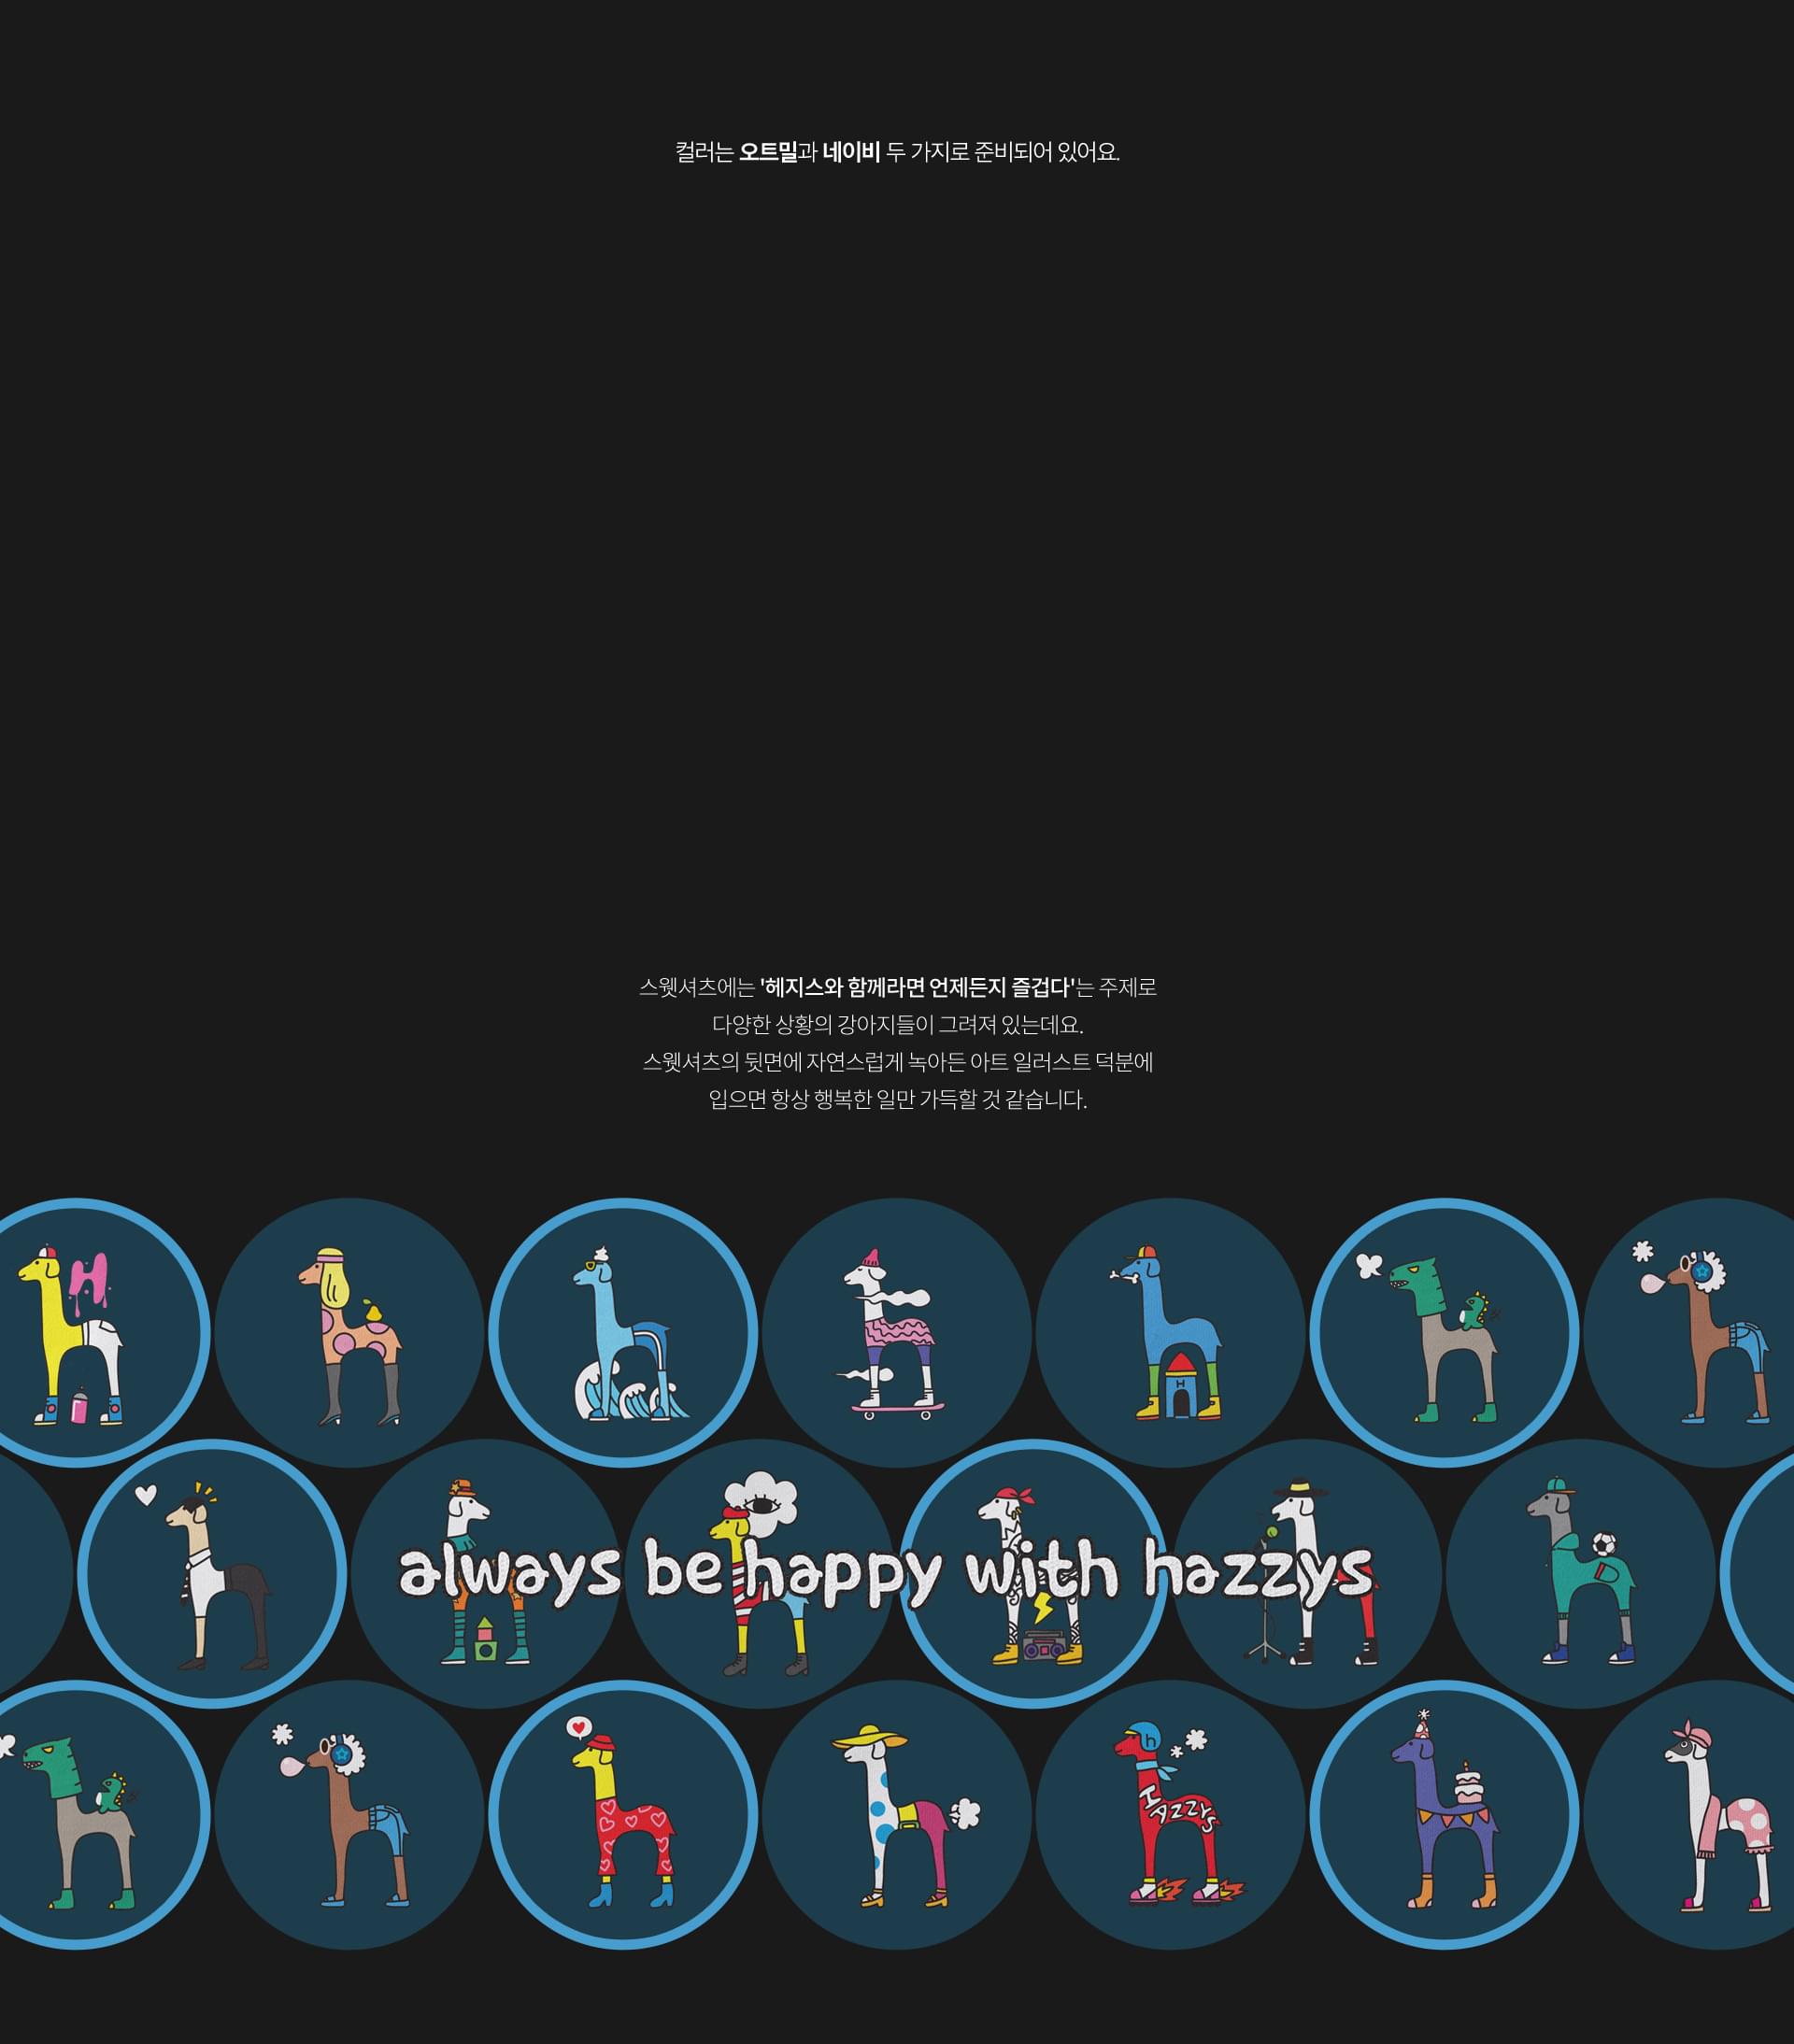 컬러는 오트밀과 네이비 두 가지로 준비되어 있어요.
스웻셔츠에는 '헤지스와 함께라면 언제든지 즐겁다'는 주제로
다양한 상황의 강아지들이 그려져 있는데요.
스웻셔츠의 뒷면에 자연스럽게 녹아든 아트 일러스트 덕분에
입으면 항상 행복한 일만 가득할 것 같습니다.
H
H
always be happy with hazzys
h
HAZZYS